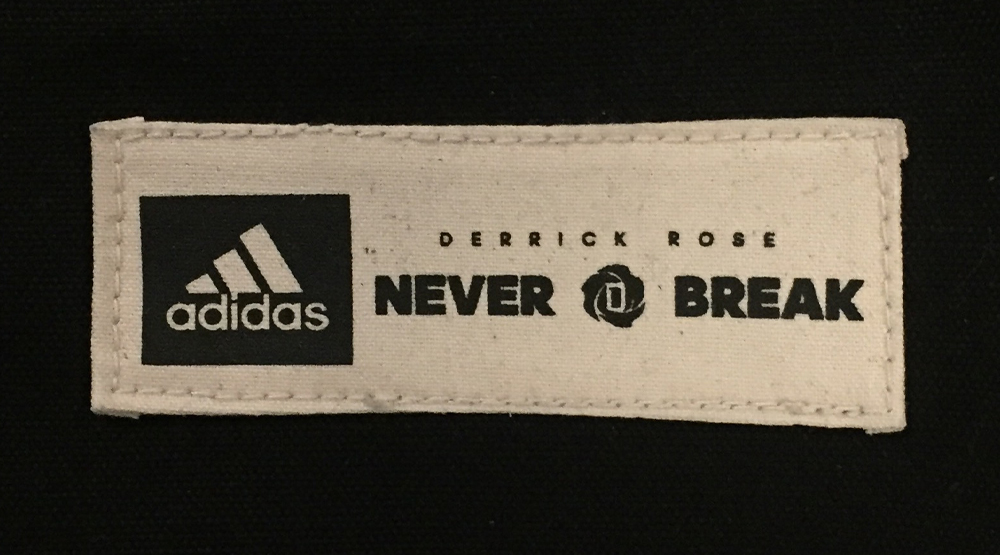 adidas
DERRICK ROSE
NEVER BREAK